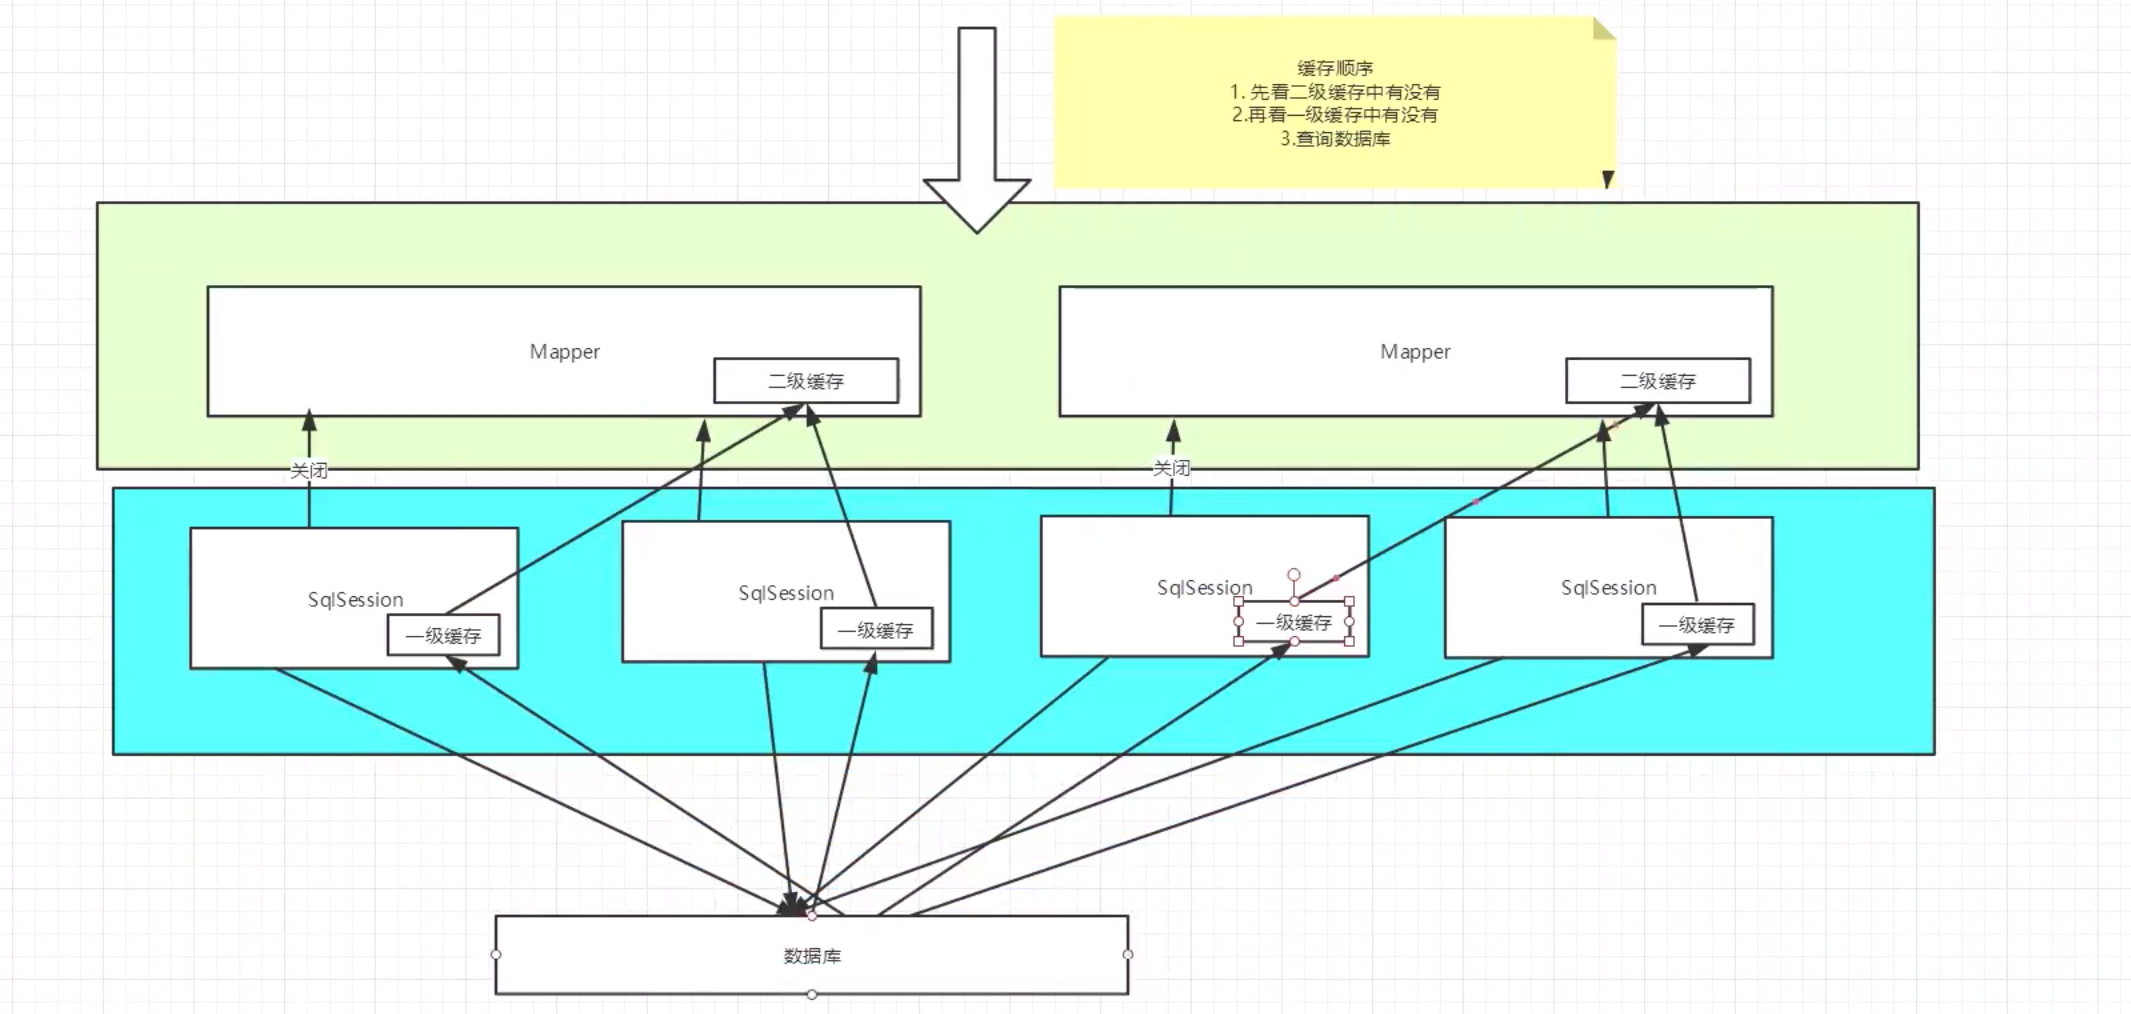 缓存顺序
1. 先看二级缓存中有没有
2.再看一级缓存中有没有
3.查询数据库
Mapper
二级缓存
Mapper
二级缓存
关闭
关闭
SqlSession
一级缓存
SqlSession
一级缓存
SqlSession
一级缓存
SqlSession
一级缓存
数据库